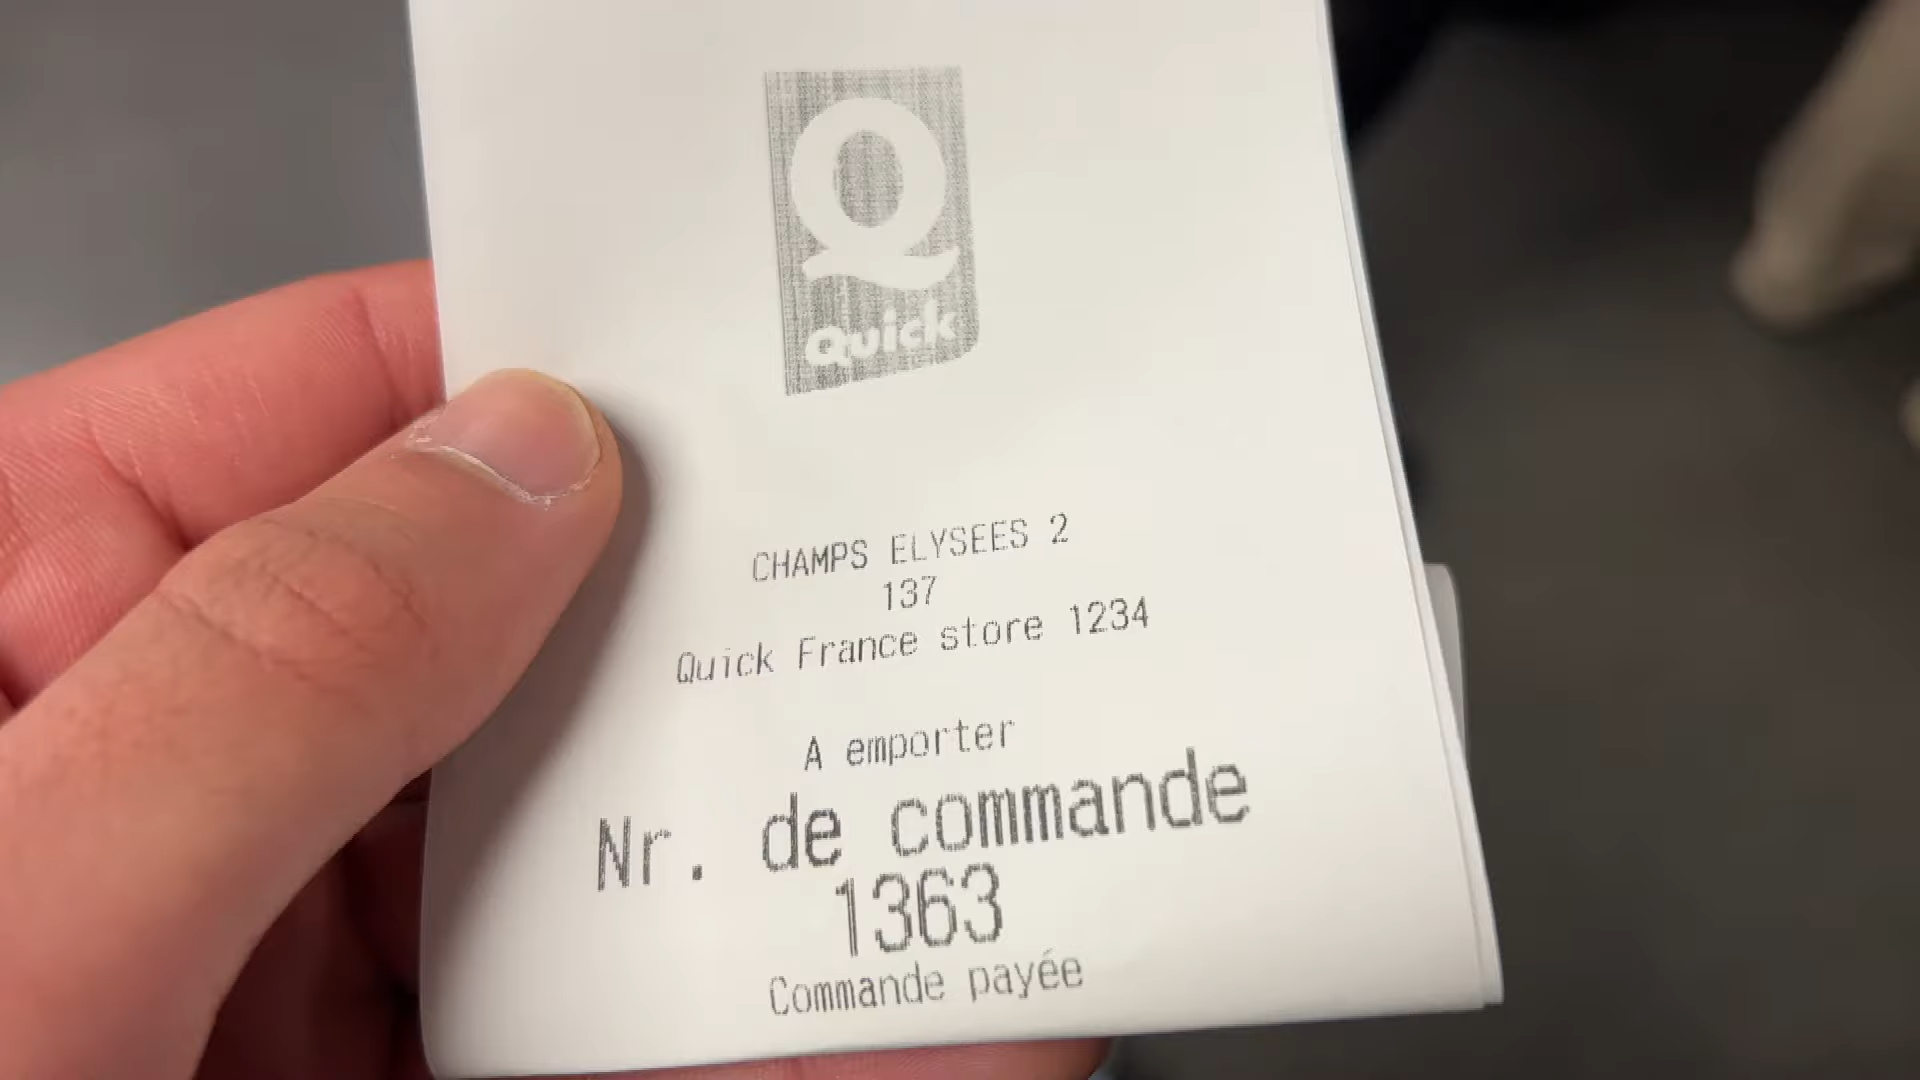 Q
Quick
CHAMPS ELYSEES 2
137
Quick France store 1234
A emporter
Nr. de commande
1363
Commande payée